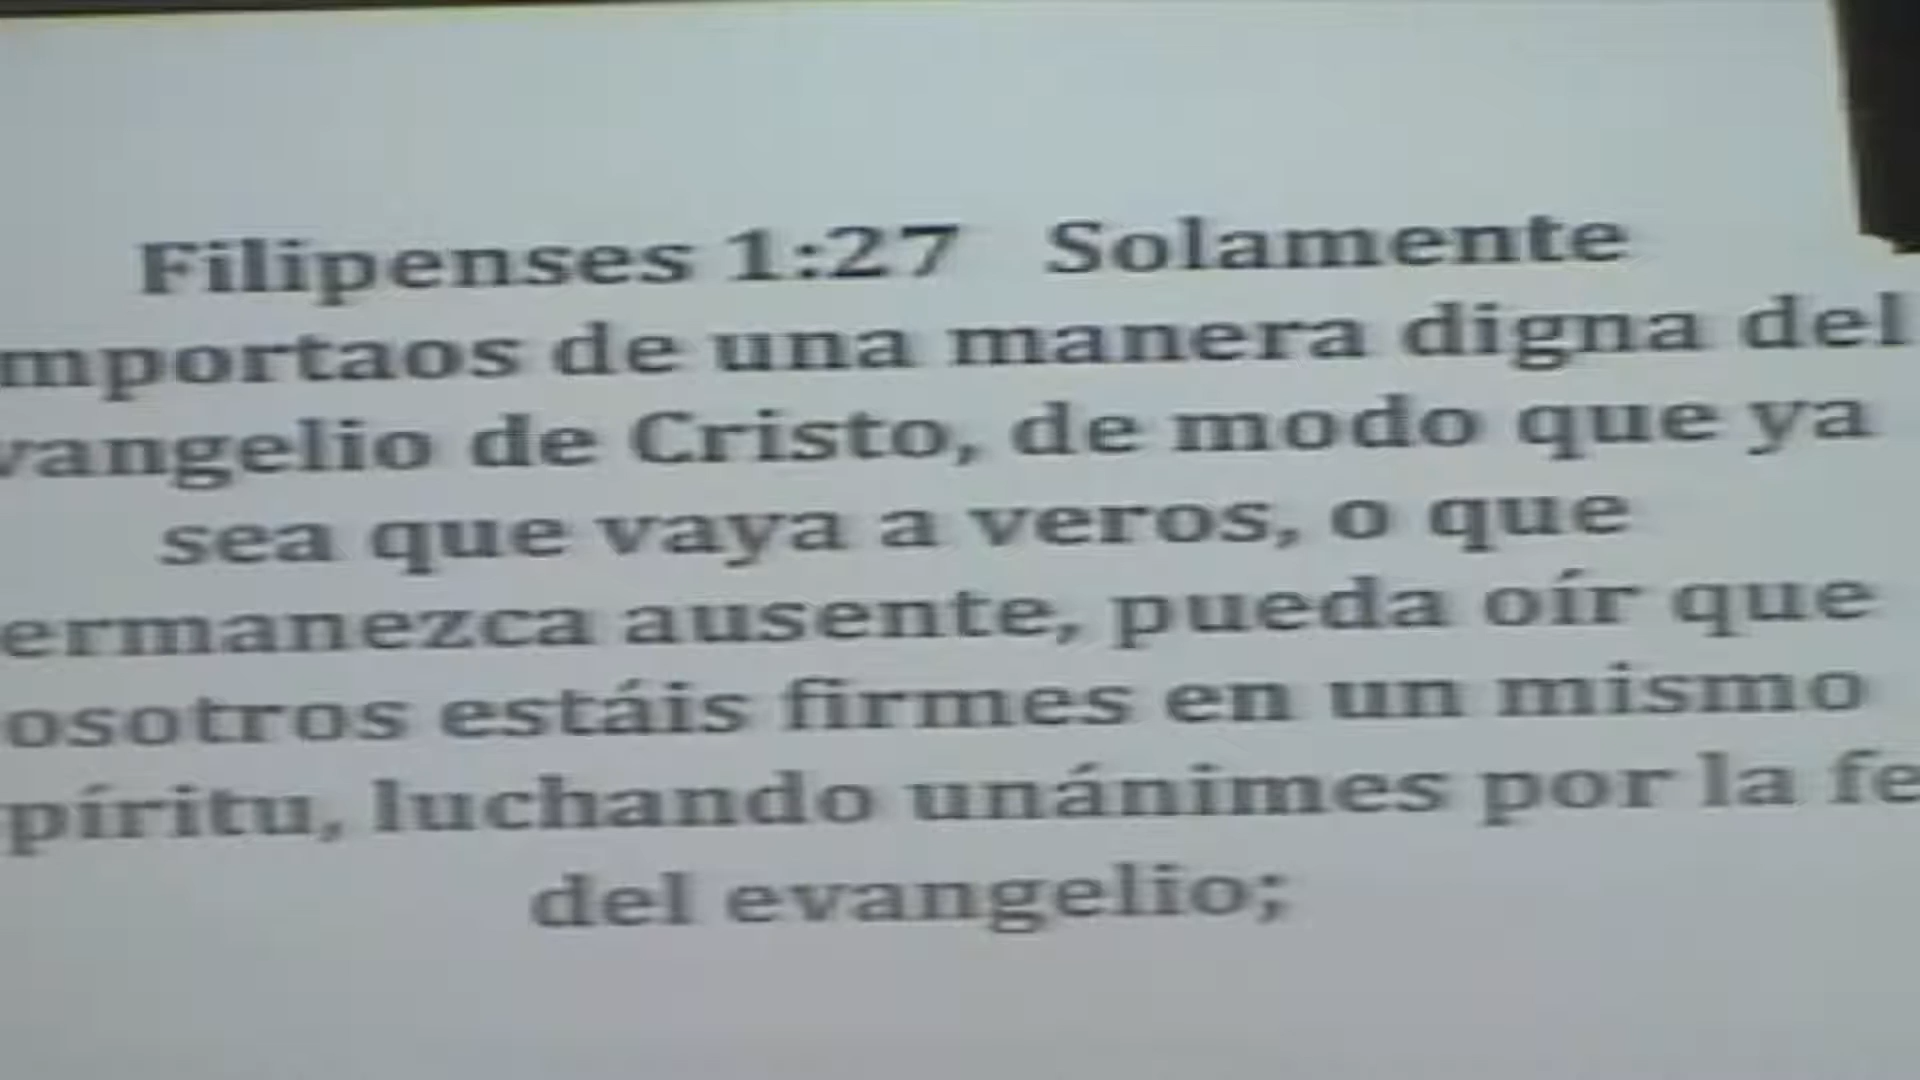 Filipenses 1:27 Solamente
mportaos de una manera digna del
vangelio de Cristo, de modo que ya
sea que vaya a veros, o que
ermanezca ausente, pueda oír que
osotros estáis firmes en un mismo
píritu, luchando unánimes por la fe
del evangelio;